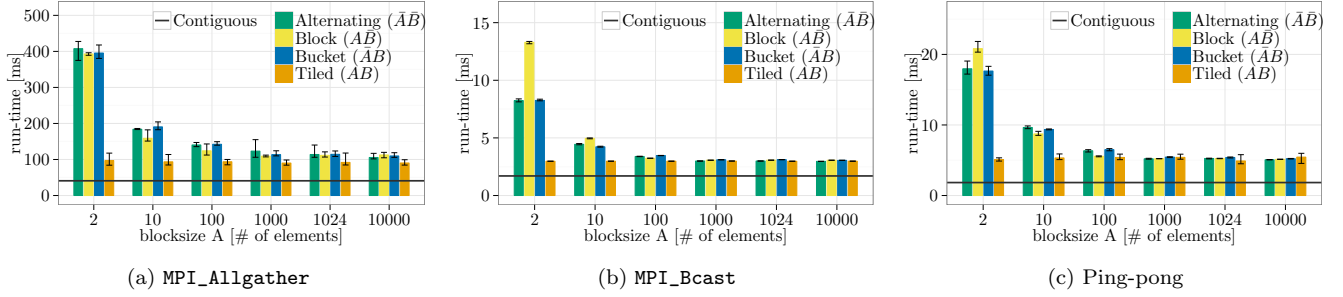 500
400
300
200
100
0
run-time [ms]
Contiguous
Alternating (ĀB̄)
Block (AB̄)
Bucket (ĀB)
Tiled (AB)
2 10 100 1000 1024 10000
blocksize A [# of elements]
(a) MPI_Allgather
15
10
5
0
run-time [ms]
Contiguous
Alternating (ĀB̄)
Block (AB̄)
Bucket (ĀB)
Tiled (AB)
2 10 100 1000 1024 10000
blocksize A [# of elements]
(b) MPI_Bcast
20
10
0
run-time [ms]
Contiguous
Alternating (ĀB̄)
Block (AB̄)
Bucket (ĀB)
Tiled (AB)
2 10 100 1000 1024 10000
blocksize A [# of elements]
(c) Ping-pong